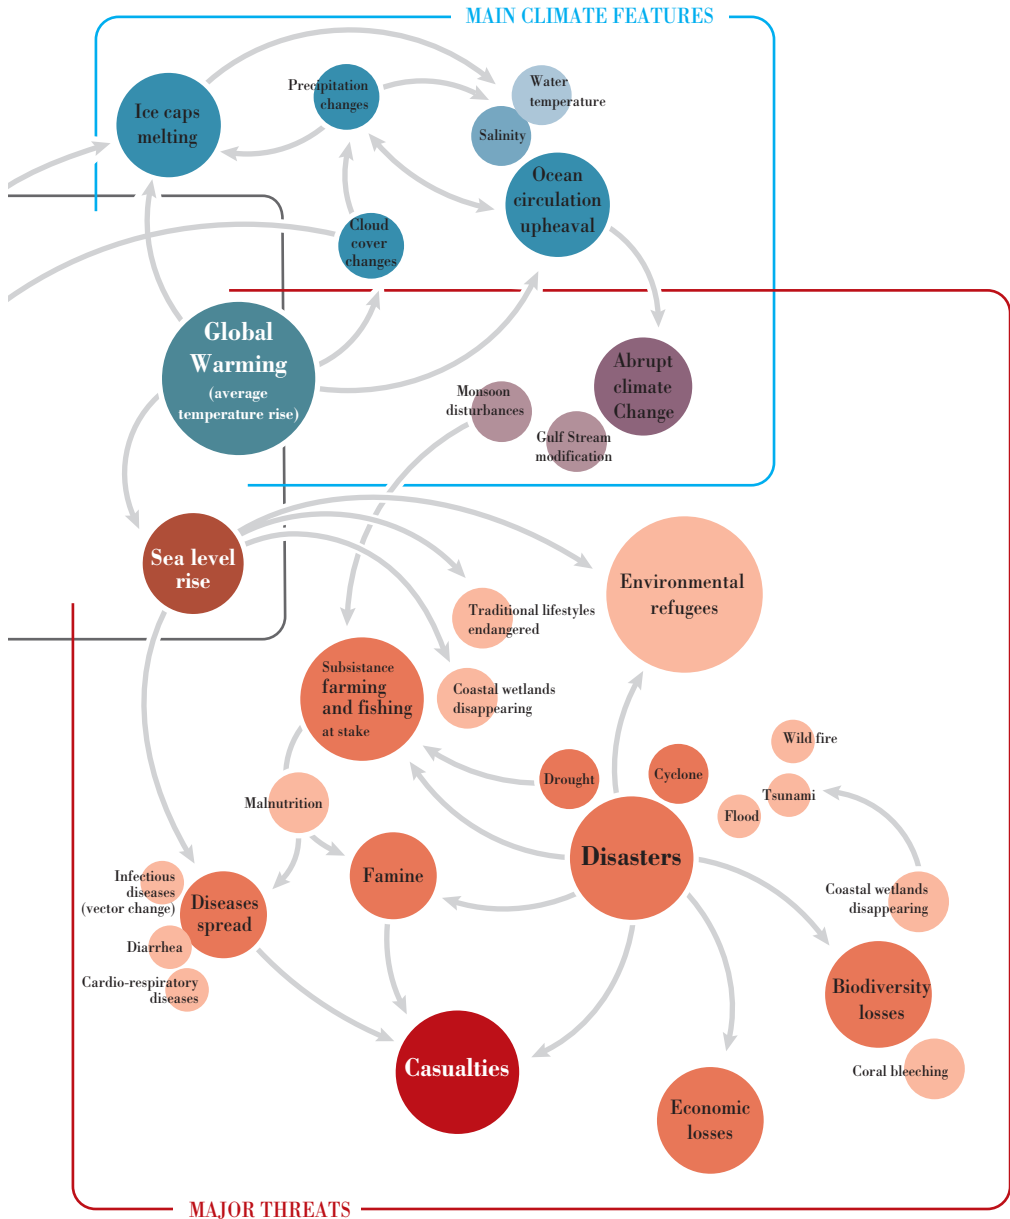 MAIN CLIMATE FEATURES
Ice caps
melting
Precipitation
changes
Water
temperature
Salinity
Ocean
circulation
upheaval
Cloud
cover
changes
Global
Warming
(average
temperature rise)
Abrupt
climate
Change
Monsoon
disturbances
Gulf Stream
modification
Sea level
rise
Environmental
refugees
Traditional lifestyles
endangered
Subsistance
farming
and fishing
at stake
Coastal wetlands
disappearing
Wild fire
Drought
Cyclone
Tsunami
Flood
Malnutrition
Disasters
Famine
Infectious
diseases
(vector change)
Diseases
spread
Diarrhea
Cardio-respiratory
diseases
Coastal wetlands
disappearing
Biodiversity
losses
Coral bleeching
Casualties
Economic
losses
MAJOR THREATS